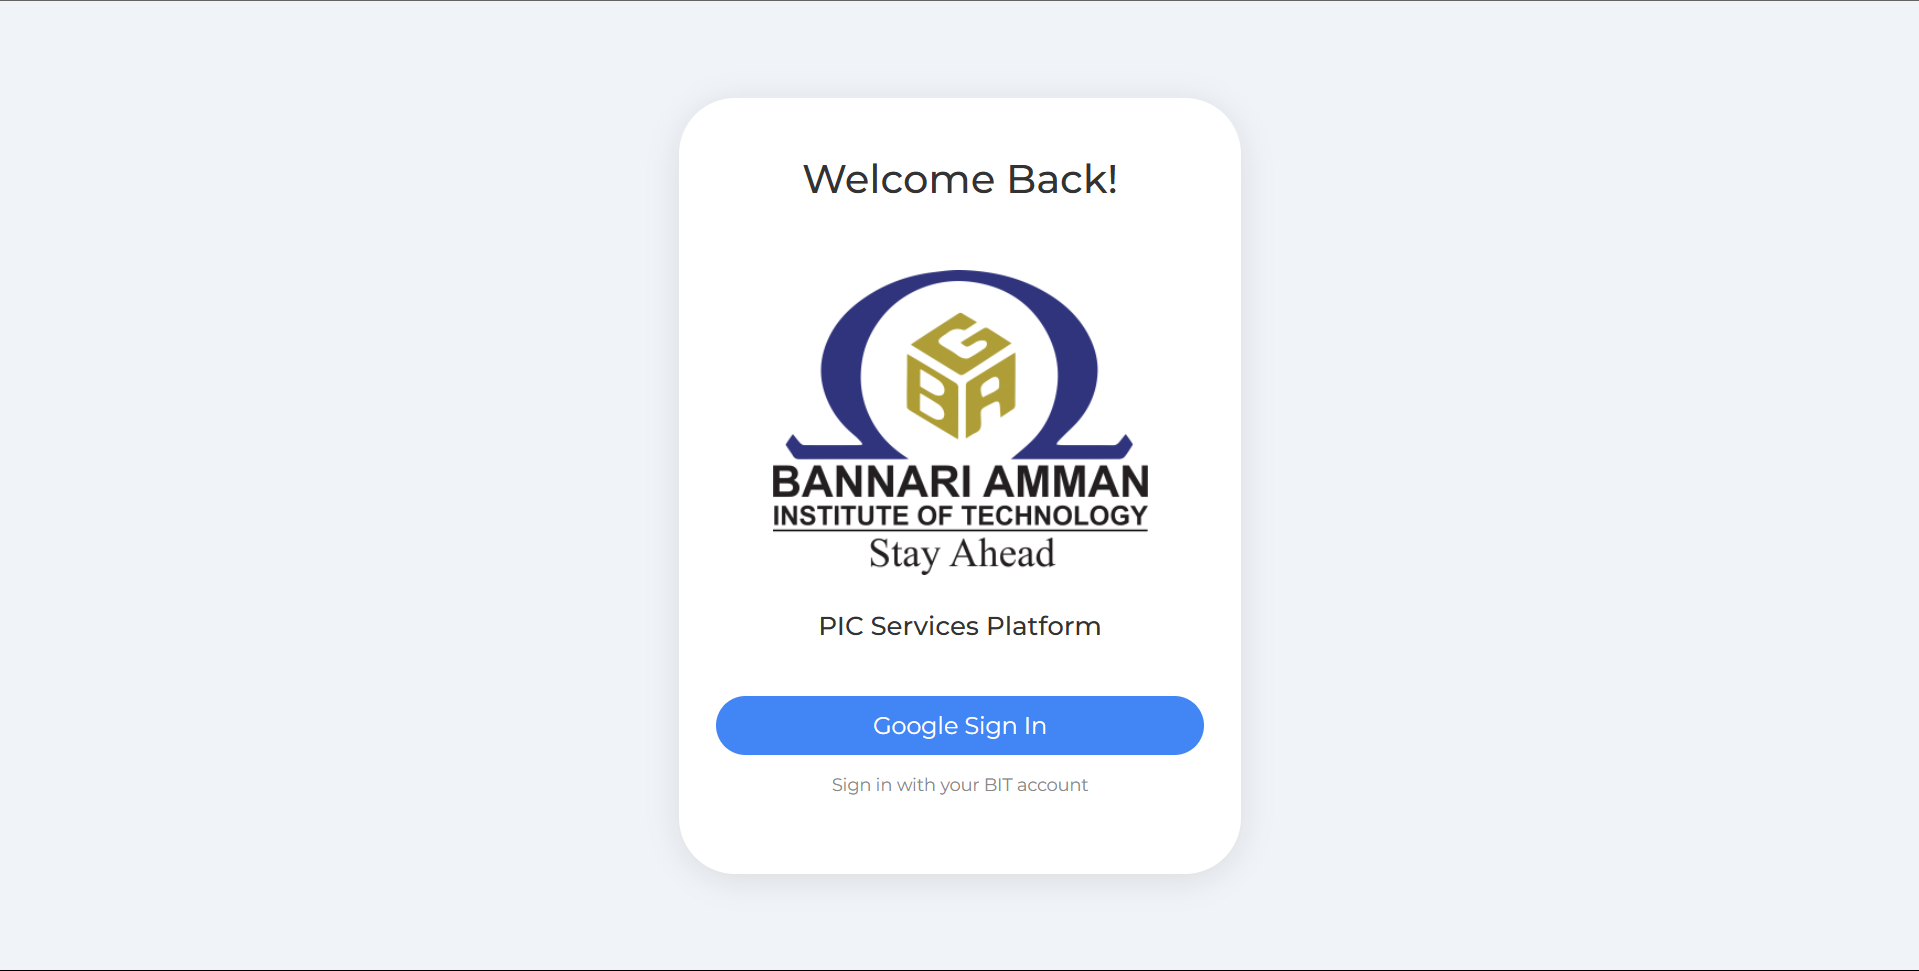 Welcome Back!
G
B A
BANNARI AMMAN
INSTITUTE OF TECHNOLOGY
Stay Ahead
PIC Services Platform
Google Sign In
Sign in with your BIT account